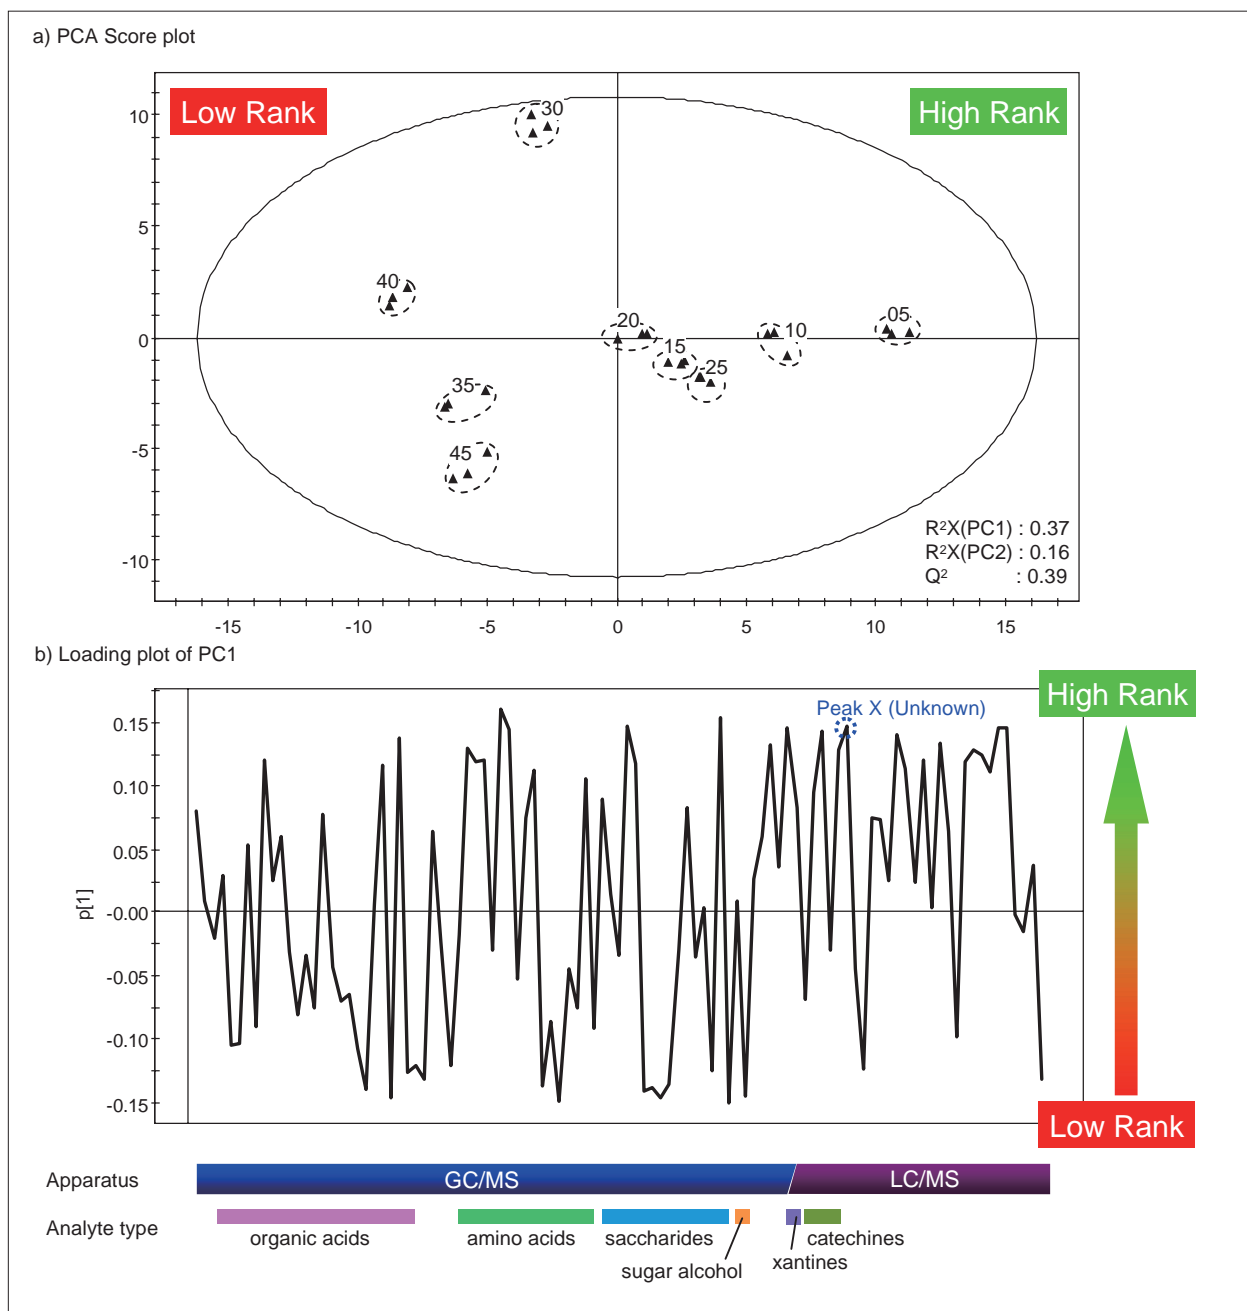 a) PCA Score plot
Low Rank
High Rank
30
40
20
15
25
10
05
35
45
10
5
0
-5
-10
R²X(PC1) : 0.37
R²X(PC2) : 0.16
Q² : 0.39
-15 -10 -5 0 5 10 15
b) Loading plot of PC1
High Rank
Peak X (Unknown)
0.15
0.10
0.05
-0.00
-0.05
-0.10
-0.15
p[1]
Low Rank
Apparatus GC/MS LC/MS
Analyte type
organic acids amino acids saccharides catechines
sugar alcohol xantines